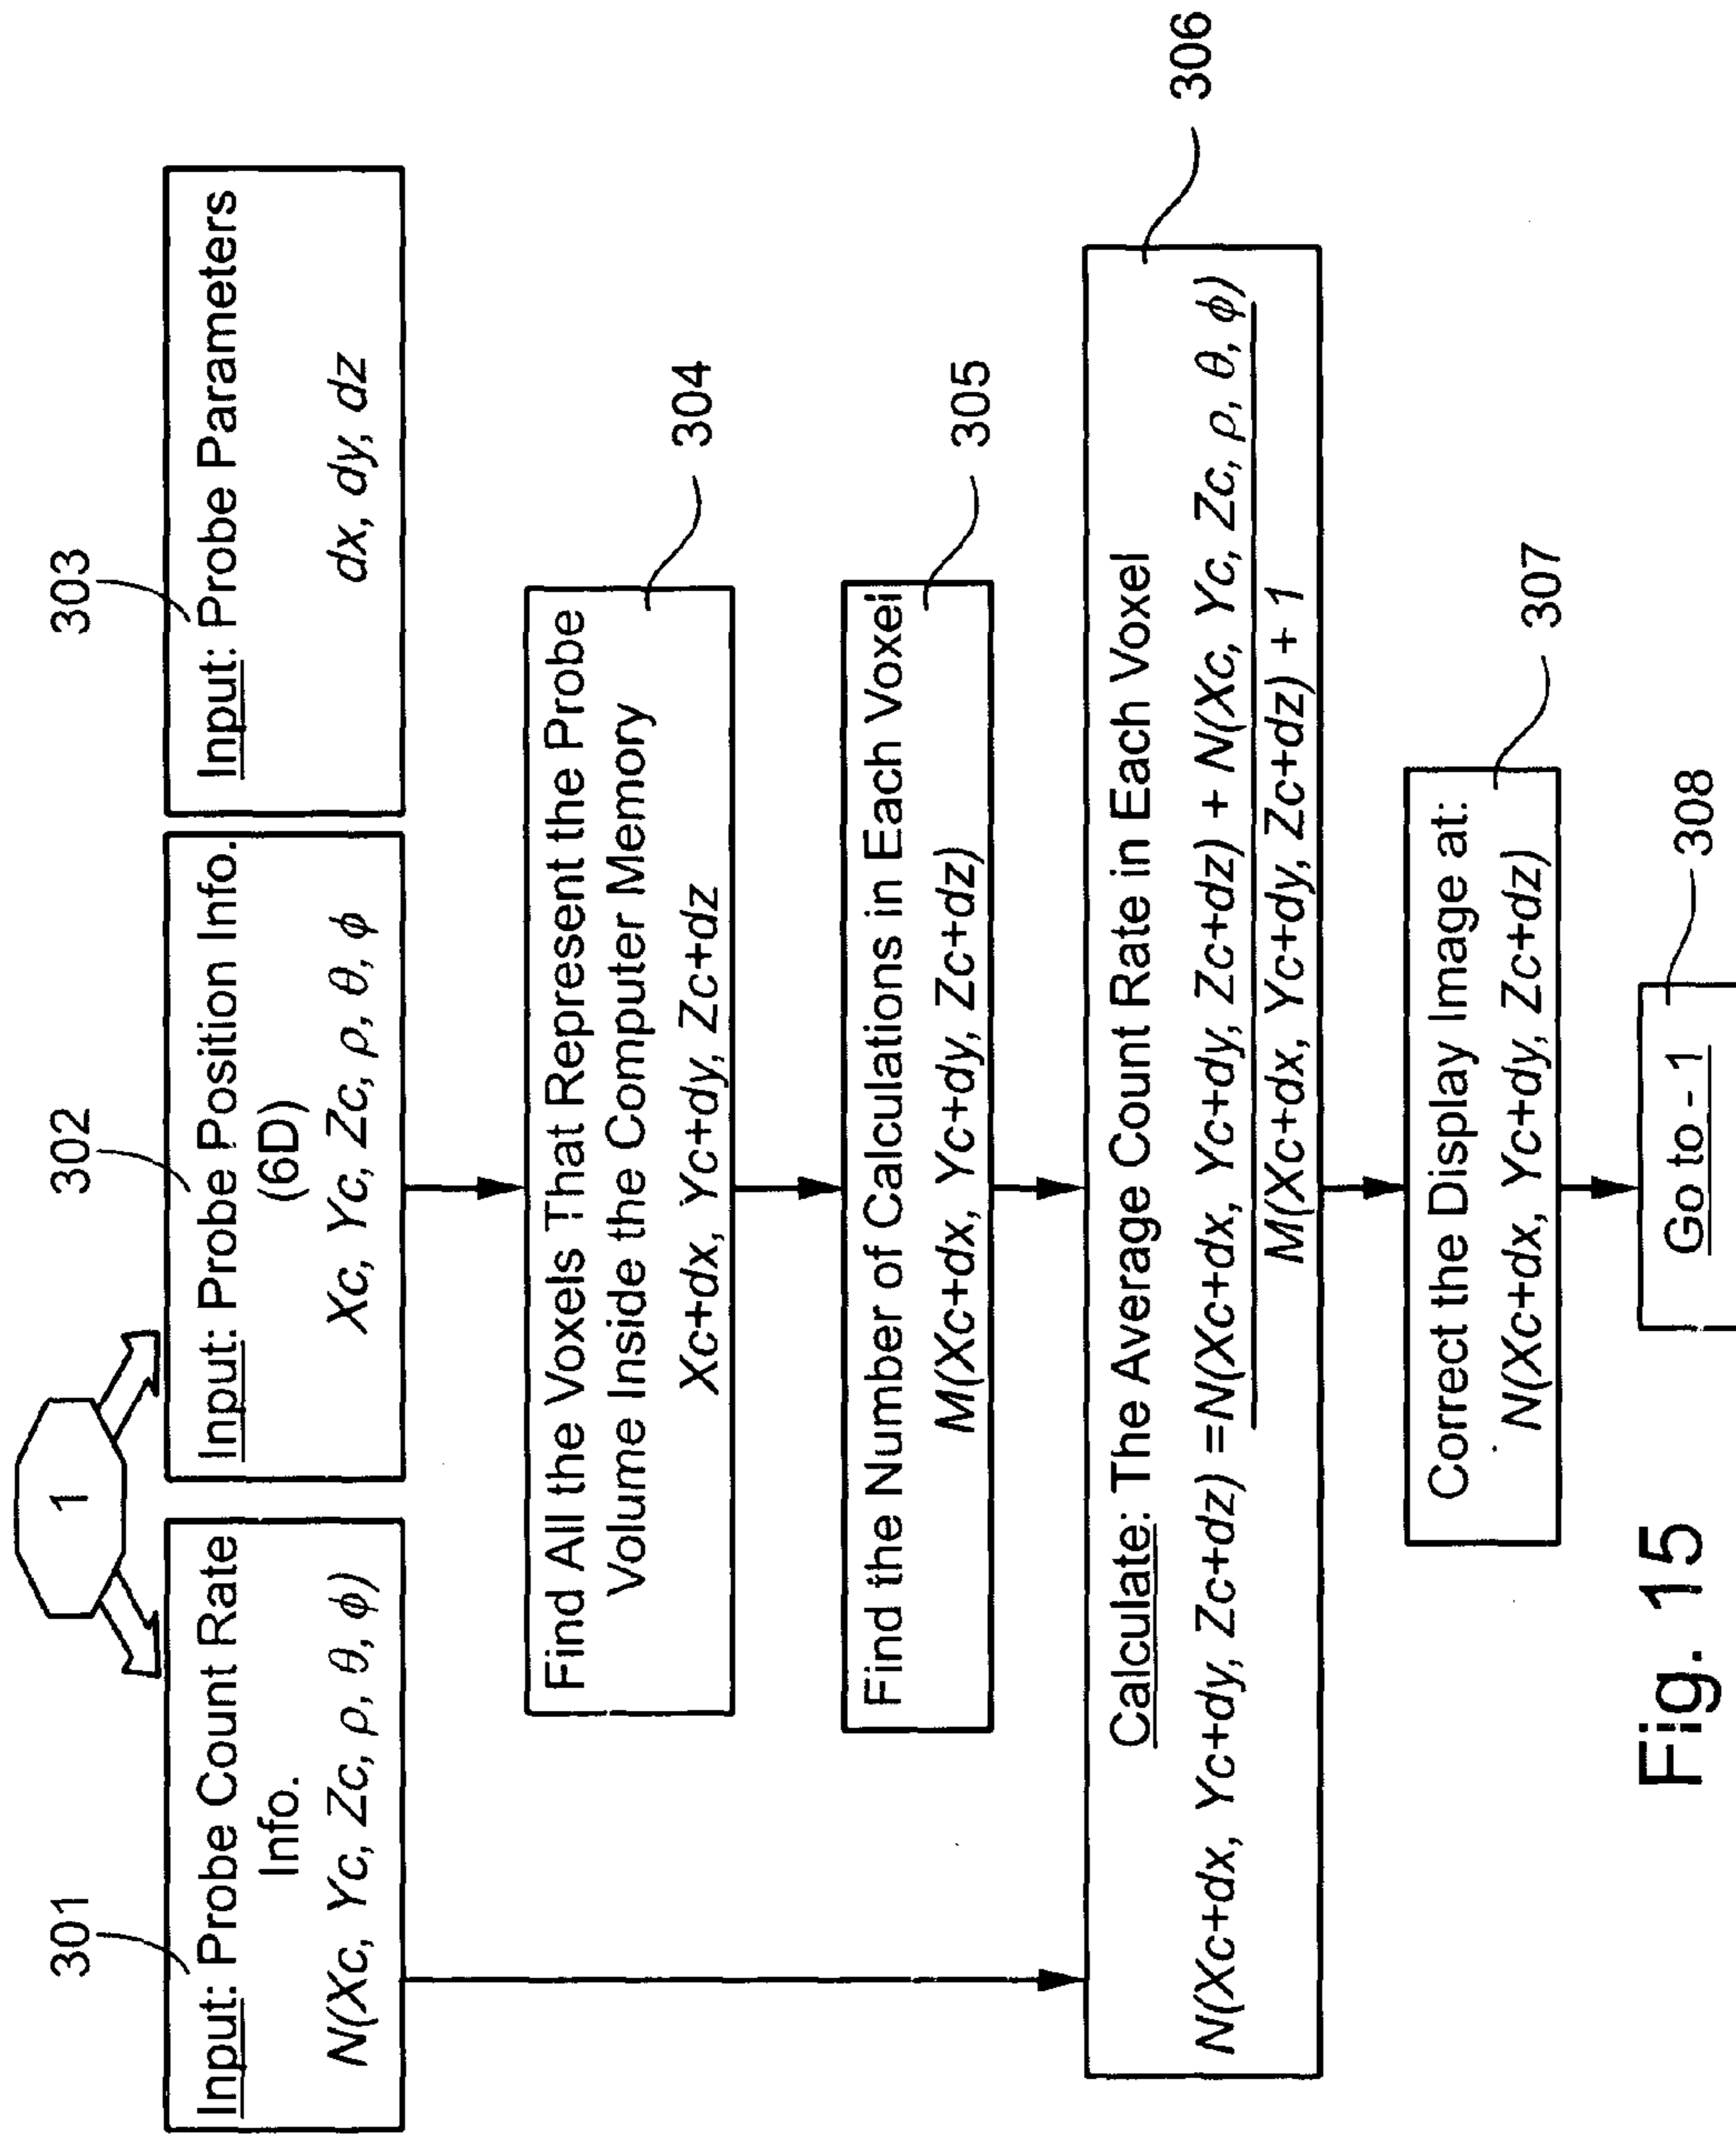 1
301
Input: Probe Count Rate
Info.
N(Xc, Yc, Zc, ρ, θ, ϕ)
302
Input: Probe Position Info.
(6D)
Xc, Yc, Zc, ρ, θ, ϕ
303
Input: Probe Parameters
dx, dy, dz
304
Find All the Voxels That Represent the Probe
Volume Inside the Computer Memory
Xc+dx, Yc+dy, Zc+dz
305
Find the Number of Calculations in Each Voxel
M(Xc+dx, Yc+dy, Zc+dz)
306
Calculate: The Average Count Rate in Each Voxel
N(Xc+dx, Yc+dy, Zc+dz) =N(Xc+dx, Yc+dy, Zc+dz) + N(Xc, Yc, Zc, ρ, θ, ϕ)
M(Xc+dx, Yc+dy, Zc+dz) + 1
307
Correct the Display Image at:
N(Xc+dx, Yc+dy, Zc+dz)
308
Go to - 1
Fig. 15